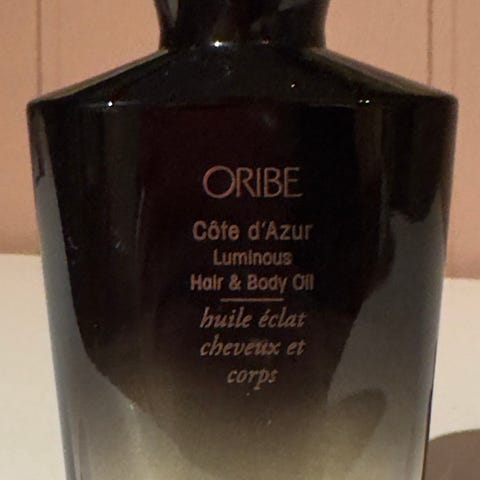 ORIBE
Côte d'Azur
Luminous
Hair & Body Oil
huile éclat
cheveux et
corps